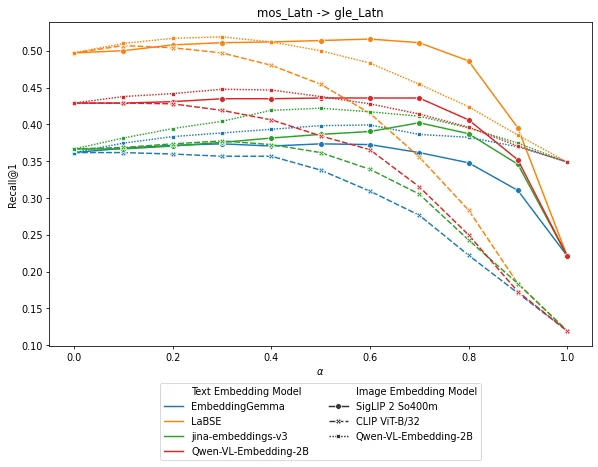 mos_Latn -> gle_Latn
Recall@1
0.50
0.45
0.40
0.35
0.30
0.25
0.20
0.15
0.10
0.0 0.2 0.4 0.6 0.8 1.0
α
Text Embedding Model Image Embedding Model
EmbeddingGemma SigLIP 2 So400m
LaBSE CLIP ViT-B/32
jina-embeddings-v3 Qwen-VL-Embedding-2B
Qwen-VL-Embedding-2B